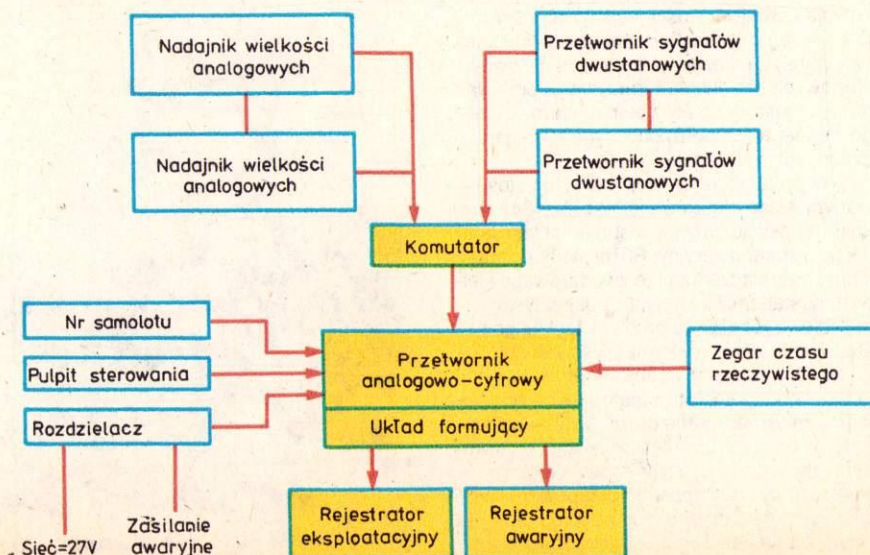 Nadajnik wielkości
analogowych
Przetwornik sygnałów
dwustanowych
Nadajnik wielkości
analogowych
Przetwornik sygnałów
dwustanowych
Komutator
Nr samolotu
Pulpit sterowania
Rozdzielacz
Przetwornik
analogowo-cyfrowy
Układ formujący
Zegar czasu
rzeczywistego
Sieć=27V
Zasilanie
awaryjne
Rejestrator
eksploatacyjny
Rejestrator
awaryjny